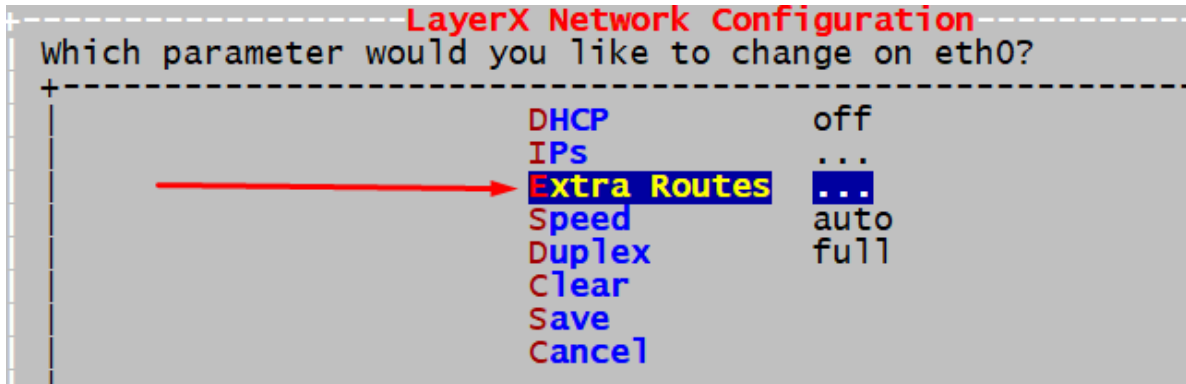 LayerX Network Configuration
Which parameter would you like to change on eth0?
DHCP off
IPs ...
Extra Routes ...
Speed auto
Duplex full
Clear
Save
Cancel